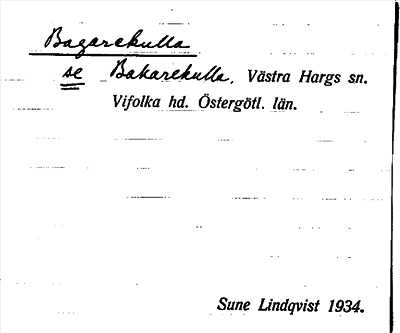 Bagarekulla
se Bakarekulla, Västra Hargs sn.
Vifolka hd. Östergötl. län.
Sune Lindqvist 1934.